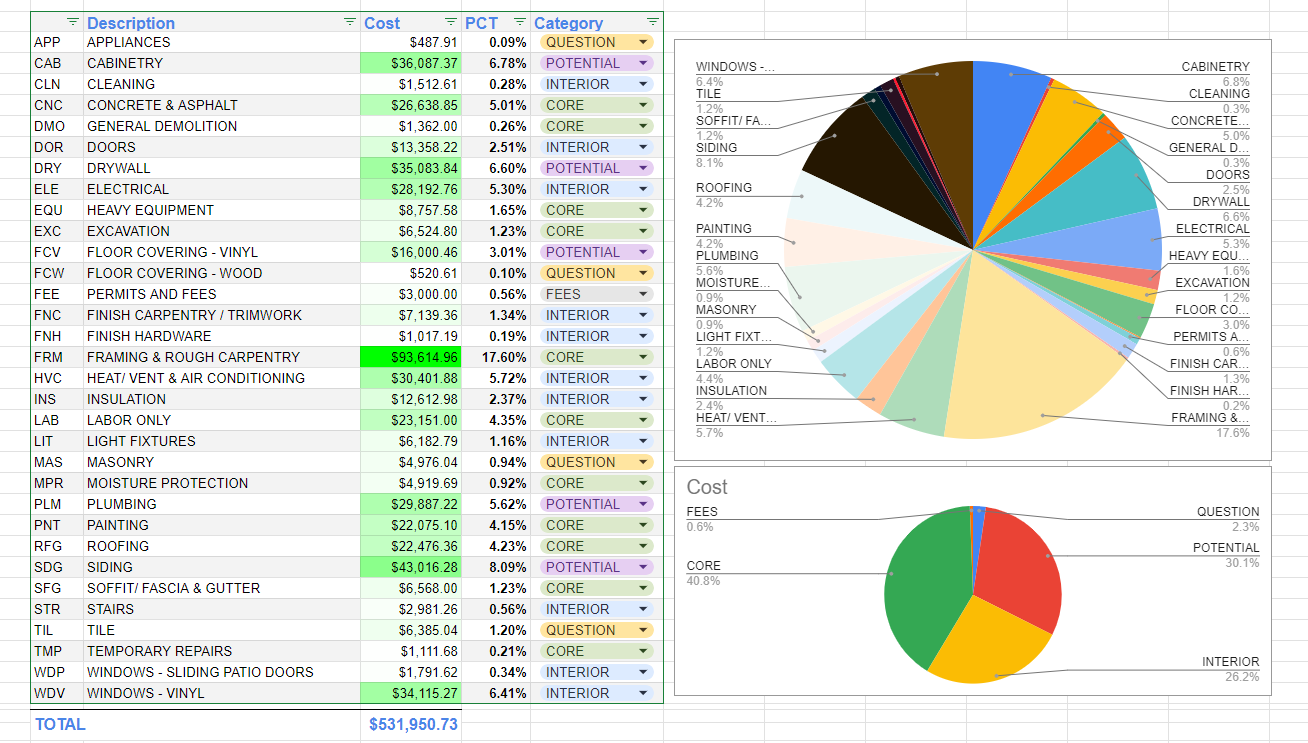 Description Cost PCT Category
APP APPLIANCES $487.91 0.09% QUESTION
CAB CABINETRY $36,087.37 6.78% POTENTIAL
CLN CLEANING $1,512.61 0.28% INTERIOR
CNC CONCRETE & ASPHALT $26,638.85 5.01% CORE
DMO GENERAL DEMOLITION $1,362.00 0.26% CORE
DOR DOORS $13,358.22 2.51% INTERIOR
DRY DRYWALL $35,083.84 6.60% POTENTIAL
ELE ELECTRICAL $28,192.76 5.30% INTERIOR
EQU HEAVY EQUIPMENT $8,757.58 1.65% CORE
EXC EXCAVATION $6,524.80 1.23% CORE
FCV FLOOR COVERING - VINYL $16,000.46 3.01% POTENTIAL
FCW FLOOR COVERING - WOOD $520.61 0.10% QUESTION
FEE PERMITS AND FEES $3,000.00 0.56% FEES
FNC FINISH CARPENTRY / TRIMWORK $7,139.36 1.34% INTERIOR
FNH FINISH HARDWARE $1,017.19 0.19% INTERIOR
FRM FRAMING & ROUGH CARPENTRY $93,614.96 17.60% CORE
HVC HEAT/ VENT & AIR CONDITIONING $30,401.88 5.72% INTERIOR
INS INSULATION $12,612.98 2.37% INTERIOR
LAB LABOR ONLY $23,151.00 4.35% CORE
LIT LIGHT FIXTURES $6,182.79 1.16% INTERIOR
MAS MASONRY $4,976.04 0.94% QUESTION
MPR MOISTURE PROTECTION $4,919.69 0.92% CORE
PLM PLUMBING $29,887.22 5.62% POTENTIAL
PNT PAINTING $22,075.10 4.15% CORE
RFG ROOFING $22,476.36 4.23% CORE
SDG SIDING $43,016.28 8.09% POTENTIAL
SFG SOFFIT/ FASCIA & GUTTER $6,568.00 1.23% CORE
STR STAIRS $2,981.26 0.56% INTERIOR
TIL TILE $6,385.04 1.20% QUESTION
TMP TEMPORARY REPAIRS $1,111.68 0.21% CORE
WDP WINDOWS - SLIDING PATIO DOORS $1,791.62 0.34% INTERIOR
WDV WINDOWS - VINYL $34,115.27 6.41% INTERIOR
TOTAL $531,950.73
WINDOWS -...
6.4%
TILE
1.2%
SOFFIT/ FA...
1.2%
SIDING
8.1%
ROOFING
4.2%
PAINTING
4.2%
PLUMBING
5.6%
MOISTURE...
0.9%
MASONRY
0.9%
LIGHT FIXT...
1.2%
LABOR ONLY
4.4%
INSULATION
2.4%
HEAT/ VENT...
5.7%
CABINETRY
6.8%
CLEANING
0.3%
CONCRETE...
5.0%
GENERAL D...
0.3%
DOORS
2.5%
DRYWALL
6.6%
ELECTRICAL
5.3%
HEAVY EQU...
1.6%
EXCAVATION
1.2%
FLOOR CO...
3.0%
PERMITS A...
0.6%
FINISH CAR...
1.3%
FINISH HAR...
0.2%
FRAMING &...
17.6%
Cost
FEES
0.6%
CORE
40.8%
QUESTION
2.3%
POTENTIAL
30.1%
INTERIOR
26.2%